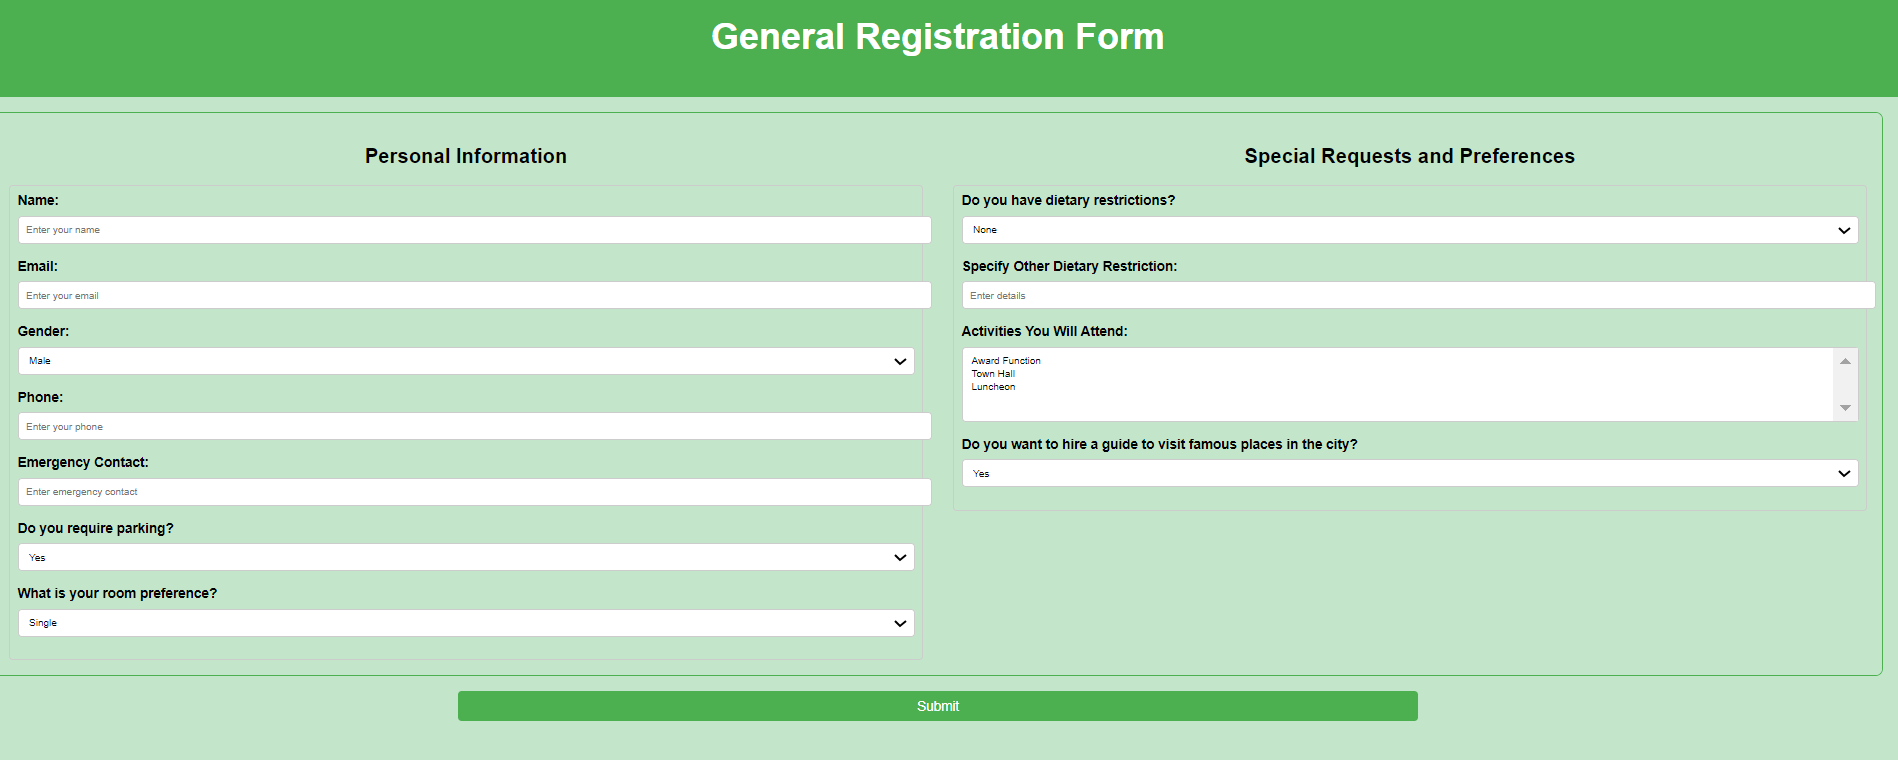 General Registration Form
Personal Information
Name:
Enter your name
Email:
Enter your email
Gender:
Male
Phone:
Enter your phone
Emergency Contact:
Enter emergency contact
Do you require parking?
Yes
What is your room preference?
Single
Special Requests and Preferences
Do you have dietary restrictions?
None
Specify Other Dietary Restriction:
Enter details
Activities You Will Attend:
Award Function
Town Hall
Luncheon
Do you want to hire a guide to visit famous places in the city?
Yes
Submit